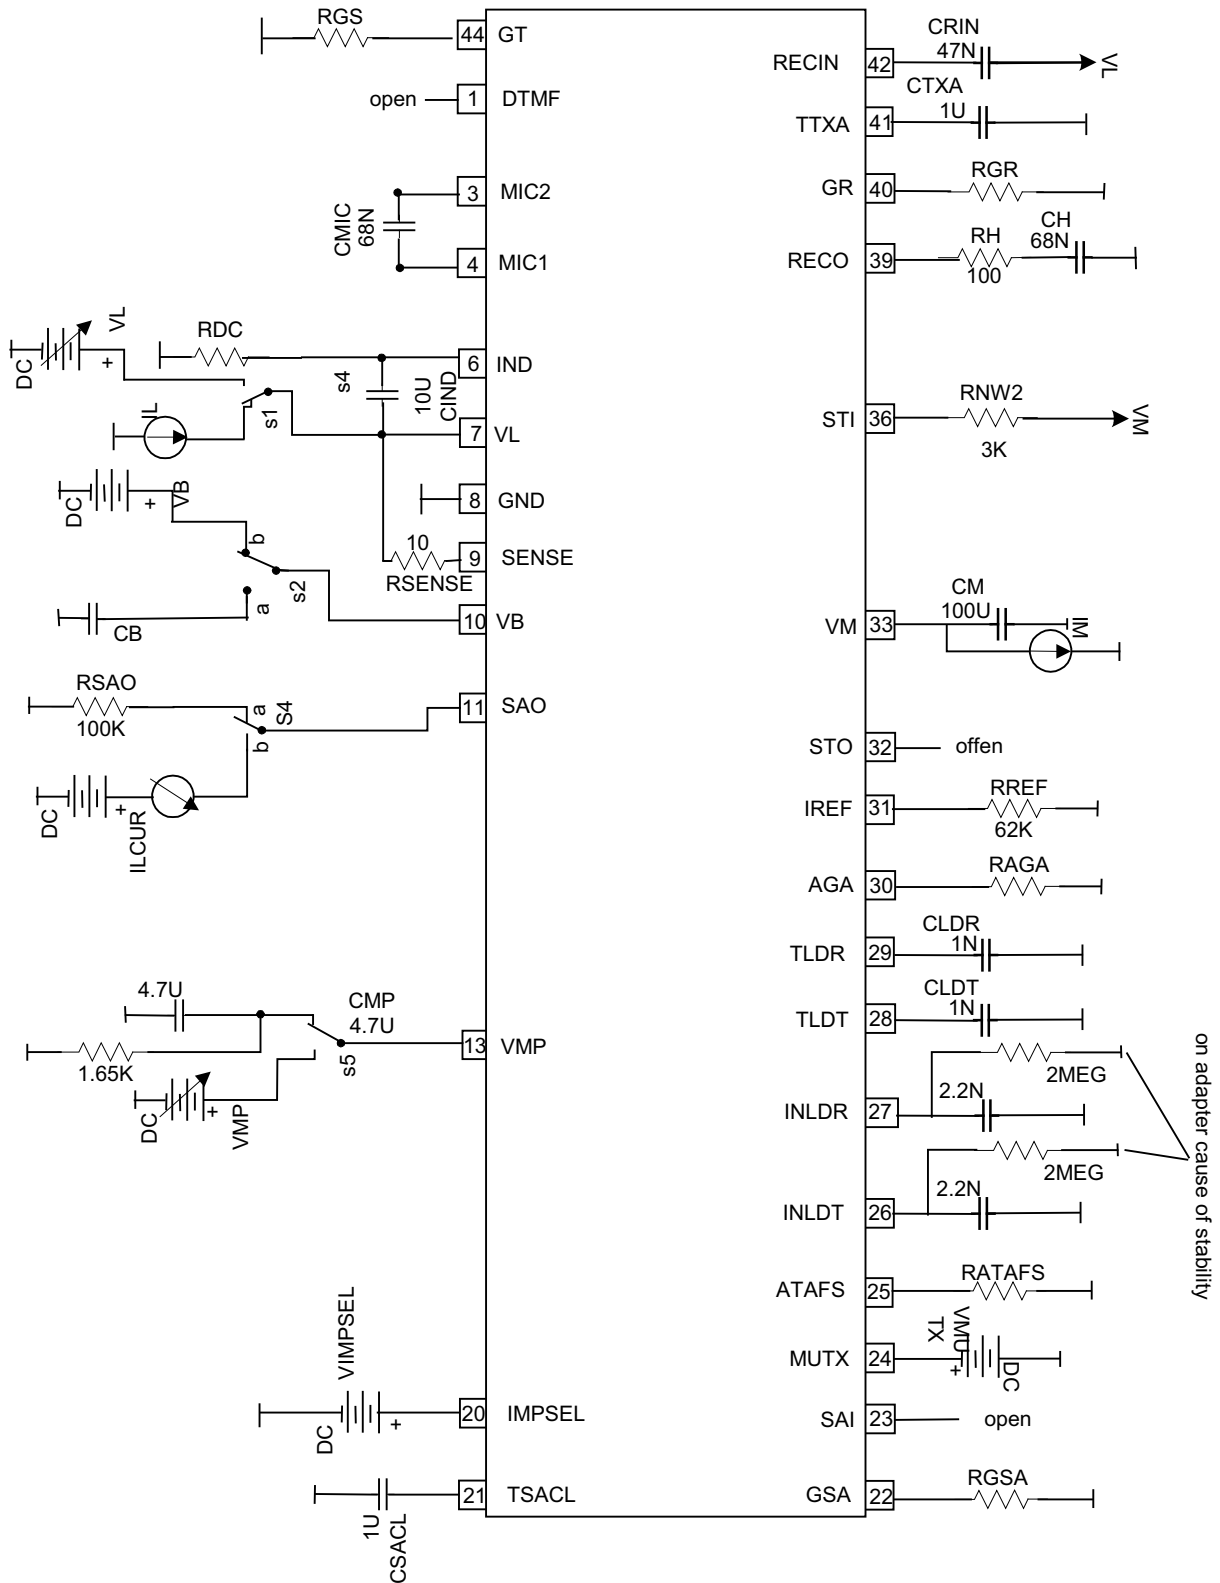 RGS
44
GT
open
1
DTMF
3
MIC2
CMIC
68N
4
MIC1
VL
DC
+
RDC
6
IND
s4
10U
CIND
s1
IL
7
VL
DC
+
VB
8
GND
b
10
9
SENSE
RSENSE
s2
a
CB
10
VB
RSAO
100K
a
S4
b
11
SAO
DC
+
ILCUR
4.7U
CMP
4.7U
13
VMP
s5
1.65K
DC
+
VMP
VIMPSEL
DC
+
20
IMPSEL
21
TSACL
1U
CSACL
RECIN
42
CRIN
47N
VL
TTXA
41
CTXA
1U
GR
40
RGR
RECO
39
RH
100
CH
68N
STI
36
RNW2
3K
VM
VM
33
CM
100U
IM
STO
32
offen
IREF
31
RREF
62K
AGA
30
RAGA
TLDR
29
CLDR
1N
TLDT
28
CLDT
1N
2MEG
INLDR
27
2.2N
2MEG
INLDT
26
2.2N
on adapter cause of stability
ATAFS
25
RATAFS
MUTX
24
VMU
TX
+
DC
SAI
23
open
GSA
22
RGSA